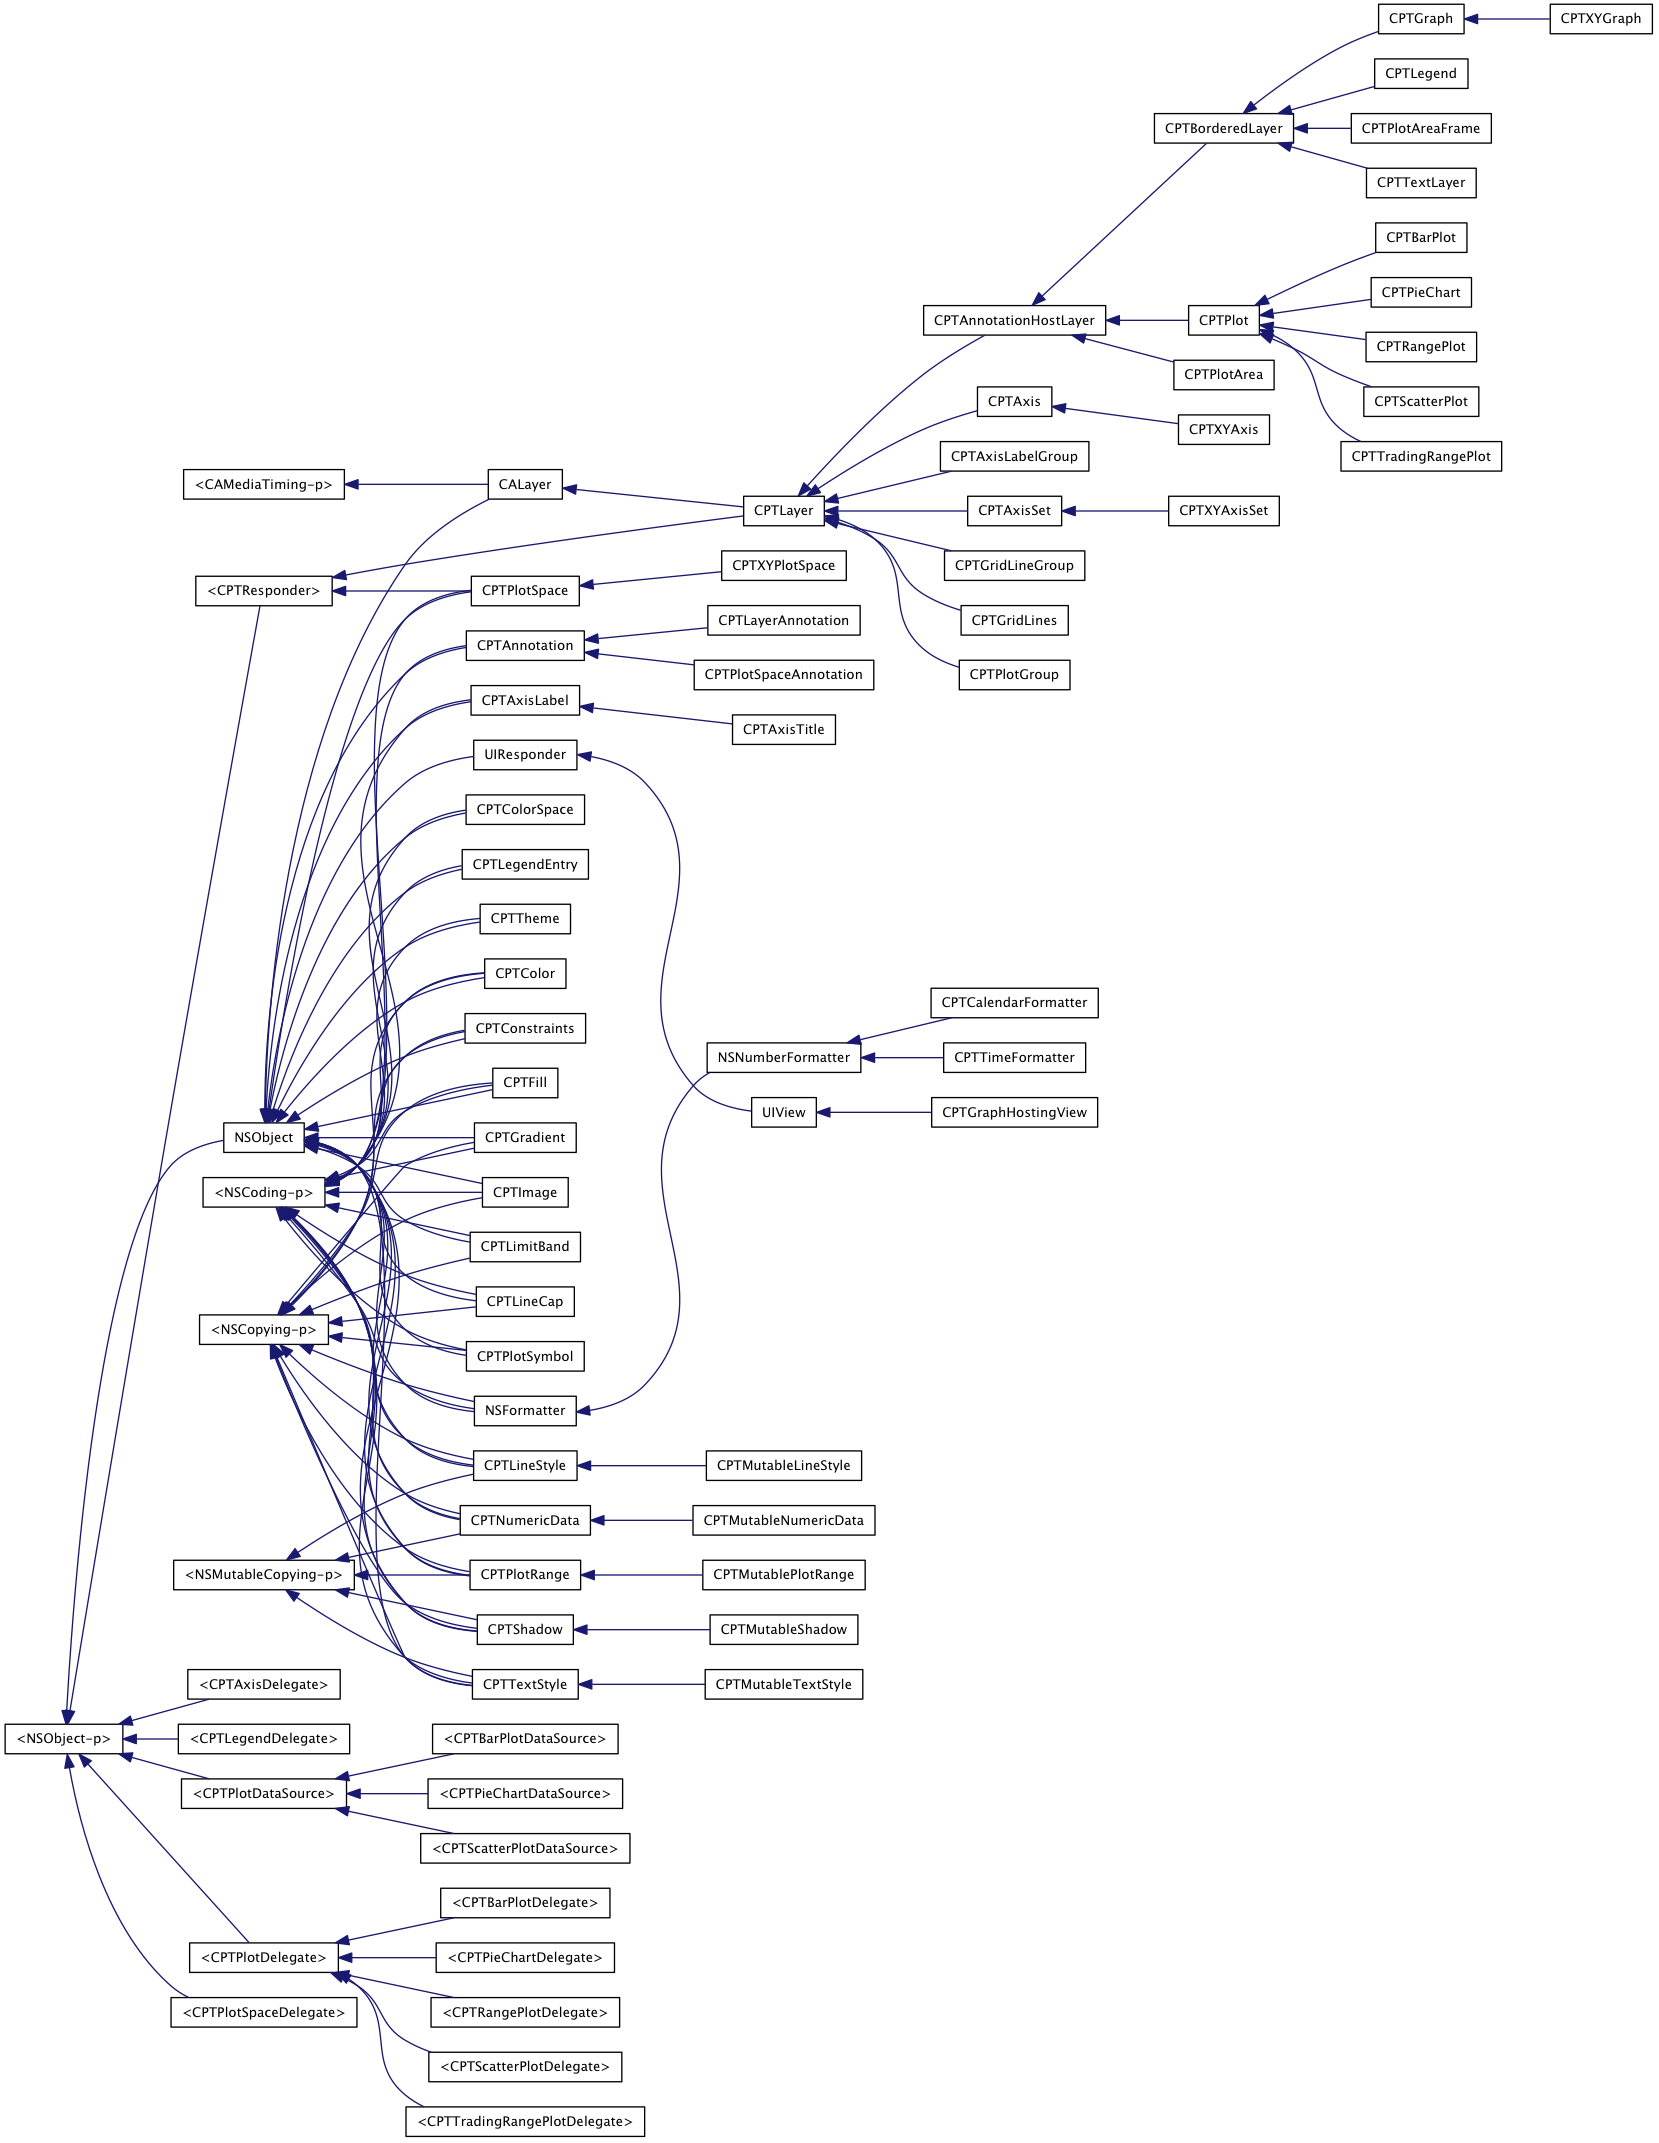 CPTGraph
CPTXYGraph
CPTLegend
CPTBorderedLayer
CPTPlotAreaFrame
CPTTextLayer
CPTBarPlot
CPTPieChart
CPTAnnotationHostLayer
CPTPlot
CPTRangePlot
CPTPlotArea
CPTAxis
CPTScatterPlot
CPTXYAxis
CPTAxisLabelGroup
CPTTradingRangePlot
<CAMediaTiming-p>
CALayer
CPTLayer
CPTAxisSet
CPTXYAxisSet
CPTXYPlotSpace
CPTGridLineGroup
<CPTResponder>
CPTPlotSpace
CPTLayerAnnotation
CPTGridLines
CPTAnnotation
CPTPlotSpaceAnnotation
CPTPlotGroup
CPTAxisLabel
CPTAxisTitle
UIResponder
CPTColorSpace
CPTLegendEntry
CPTTheme
CPTColor
CPTCalendarFormatter
CPTConstraints
NSNumberFormatter
CPTTimeFormatter
CPTFill
UIView
CPTGraphHostingView
NSObject
CPTGradient
<NSCoding-p>
CPTImage
CPTLimitBand
CPTLineCap
<NSCopying-p>
CPTPlotSymbol
NSFormatter
CPTLineStyle
CPTMutableLineStyle
CPTNumericData
CPTMutableNumericData
<NSMutableCopying-p>
CPTPlotRange
CPTMutablePlotRange
CPTShadow
CPTMutableShadow
<CPTAxisDelegate>
CPTTextStyle
CPTMutableTextStyle
<NSObject-p>
<CPTLegendDelegate>
<CPTBarPlotDataSource>
<CPTPlotDataSource>
<CPTPieChartDataSource>
<CPTScatterPlotDataSource>
<CPTBarPlotDelegate>
<CPTPlotDelegate>
<CPTPieChartDelegate>
<CPTPlotSpaceDelegate>
<CPTRangePlotDelegate>
<CPTScatterPlotDelegate>
<CPTTradingRangePlotDelegate>